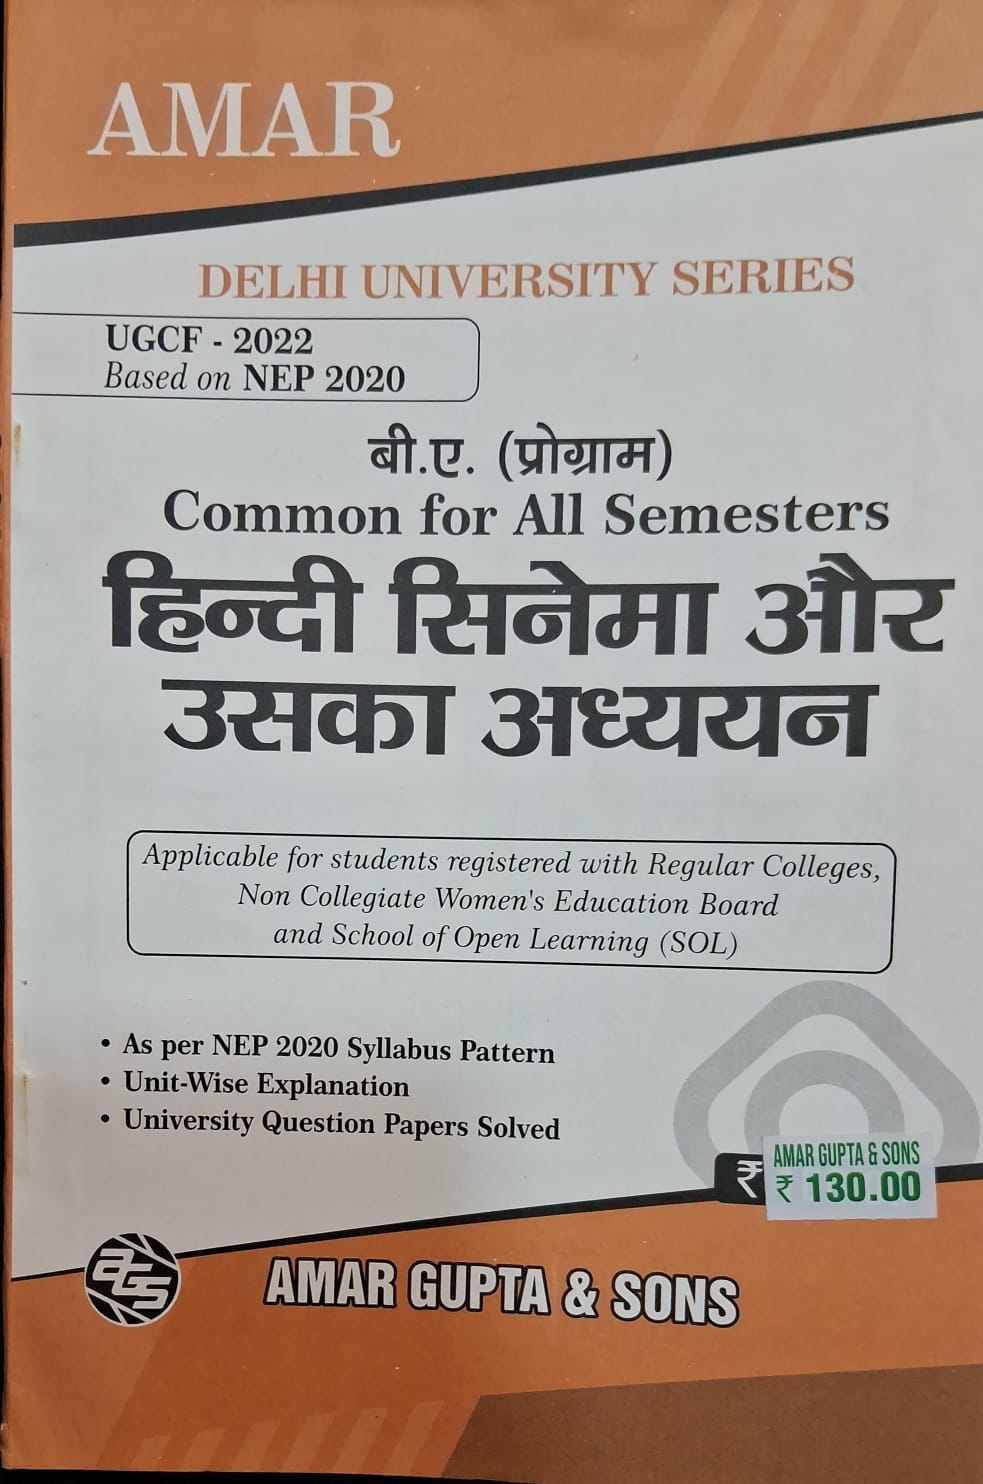 AMAR
DELHI UNIVERSITY SERIES
UGCF - 2022
Based on NEP 2020
बी.ए. (प्रोग्राम)
Common for All Semesters
हिन्दी सिनेमा और
उसका अध्ययन
Applicable for students registered with Regular Colleges,
Non Collegiate Women's Education Board
and School of Open Learning (SOL)
• As per NEP 2020 Syllabus Pattern
• Unit-Wise Explanation
• University Question Papers Solved
₹
AMAR GUPTA & SONS
₹ 130.00
aGS
AMAR GUPTA & SONS